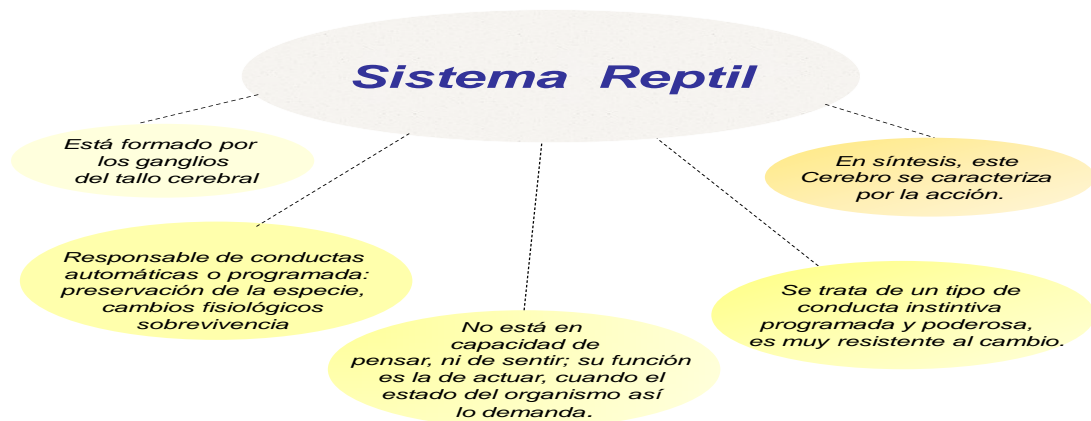 Sistema Reptil
Está formado por
los ganglios
del tallo cerebral
Responsable de conductas
automáticas o programada:
preservación de la especie,
cambios fisiológicos
sobrevivencia
No está en
capacidad de
pensar, ni de sentir; su función
es la de actuar, cuando el
estado del organismo así
lo demanda.
Se trata de un tipo de
conducta instintiva
programada y poderosa,
es muy resistente al cambio.
En síntesis, este
Cerebro se caracteriza
por la acción.